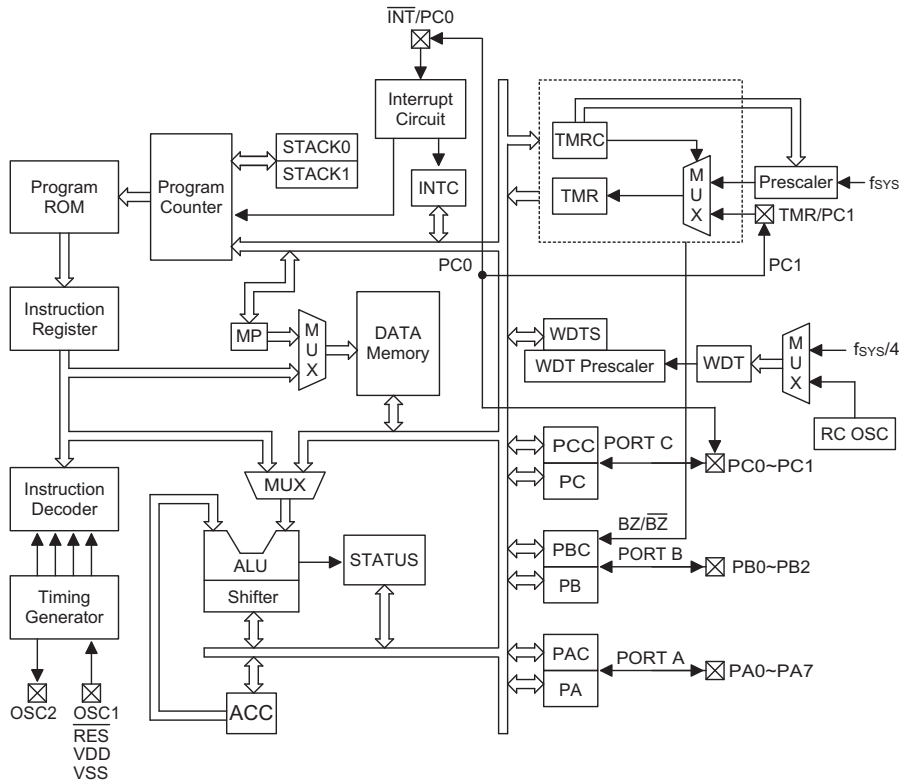 INT/PC0
Interrupt
Circuit
STACK0
STACK1
INTC
Program
ROM
Program
Counter
TMRC
TMR
M
U
X
Prescaler
fSYS
TMR/PC1
PC0
PC1
Instruction
Register
MP
M
U
X
DATA
Memory
WDTS
WDT Prescaler
WDT
M
U
X
fSYS/4
RC OSC
PCC
PC
PORT C
PC0~PC1
Instruction
Decoder
MUX
ALU
Shifter
STATUS
BZ/BZ
PBC
PB
PORT B
PB0~PB2
Timing
Generator
PAC
PA
PORT A
PA0~PA7
ACC
OSC2
OSC1
RES
VDD
VSS